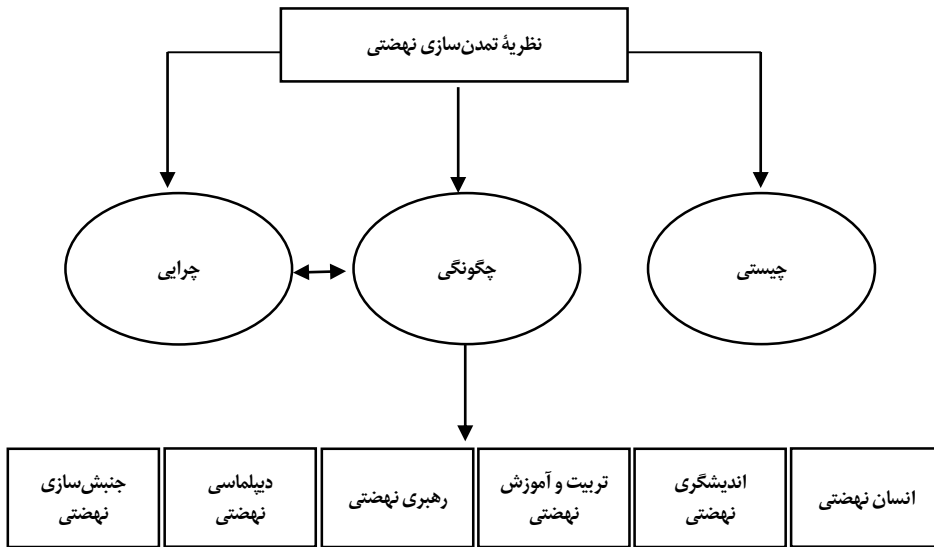 نظریهٔ تمدن‌سازی نهضتی
چیستی
چگونگی
چرایی
انسان نهضتی
اندیشگری
نهضتی
تربیت و آموزش
نهضتی
رهبری نهضتی
دیپلماسی
نهضتی
جنبش‌سازی
نهضتی